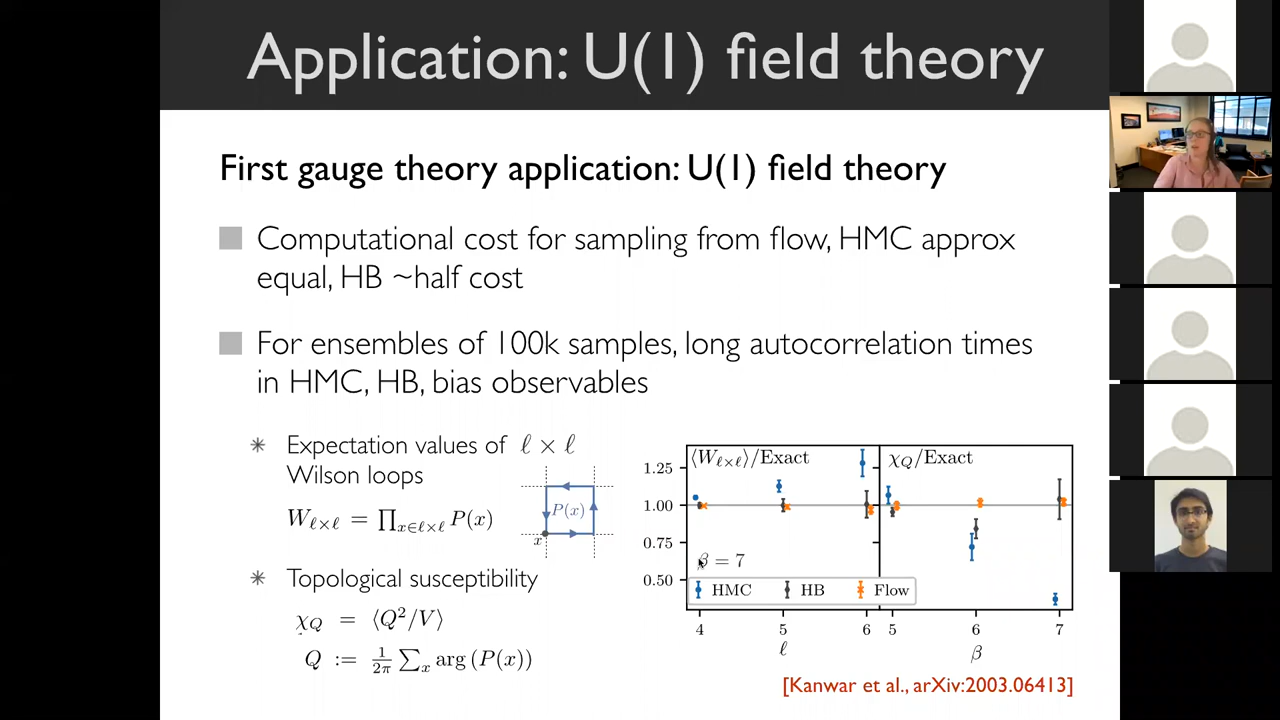 Application: U(1) field theory
First gauge theory application: U(1) field theory
Computational cost for sampling from flow, HMC approx
equal, HB ~half cost
For ensembles of 100k samples, long autocorrelation times
in HMC, HB, bias observables
Expectation values of ℓ × ℓ
Wilson loops
W_{ℓ×ℓ} = ∏_{x∈ℓ×ℓ} P(x)
P(x)
x
Topological susceptibility
χ_Q = ⟨Q²/V⟩
Q := 1/2π ∑_x arg (P(x))
⟨W_{ℓ×ℓ}⟩/Exact
χ_Q/Exact
1.25
1.00
0.75
0.50
β = 7
HMC HB Flow
4 5 6 5 6 7
ℓ β
[Kanwar et al., arXiv:2003.06413]